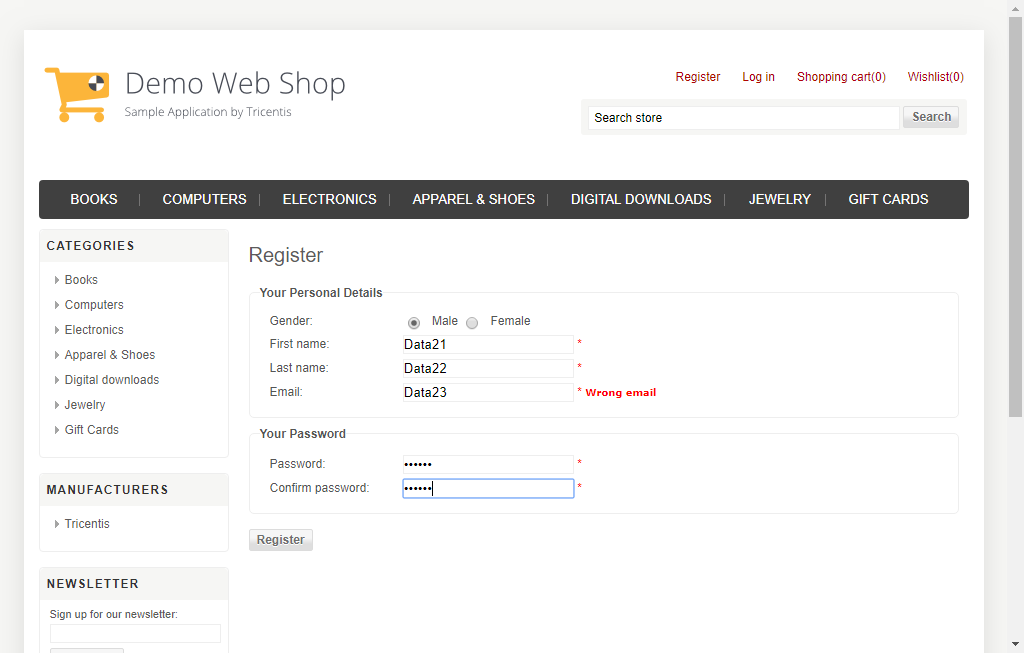 Register Log in Shopping cart(0) Wishlist(0)
Demo Web Shop
Sample Application by Tricentis
Search store Search
BOOKS | COMPUTERS | ELECTRONICS | APPAREL & SHOES | DIGITAL DOWNLOADS | JEWELRY | GIFT CARDS
CATEGORIES
Books
Computers
Electronics
Apparel & Shoes
Digital downloads
Jewelry
Gift Cards
MANUFACTURERS
Tricentis
NEWSLETTER
Sign up for our newsletter:
Register
Your Personal Details
Gender: Male Female
First name: Data21 *
Last name: Data22 *
Email: Data23 * Wrong email
Your Password
Password: •••••• *
Confirm password: •••••• *
Register